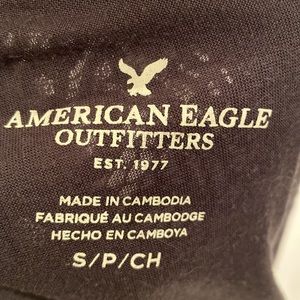 AMERICAN EAGLE
OUTFITTERS
EST. 1977
MADE IN CAMBODIA
FABRIQUÉ AU CAMBODGE
HECHO EN CAMBOYA
S/P/CH